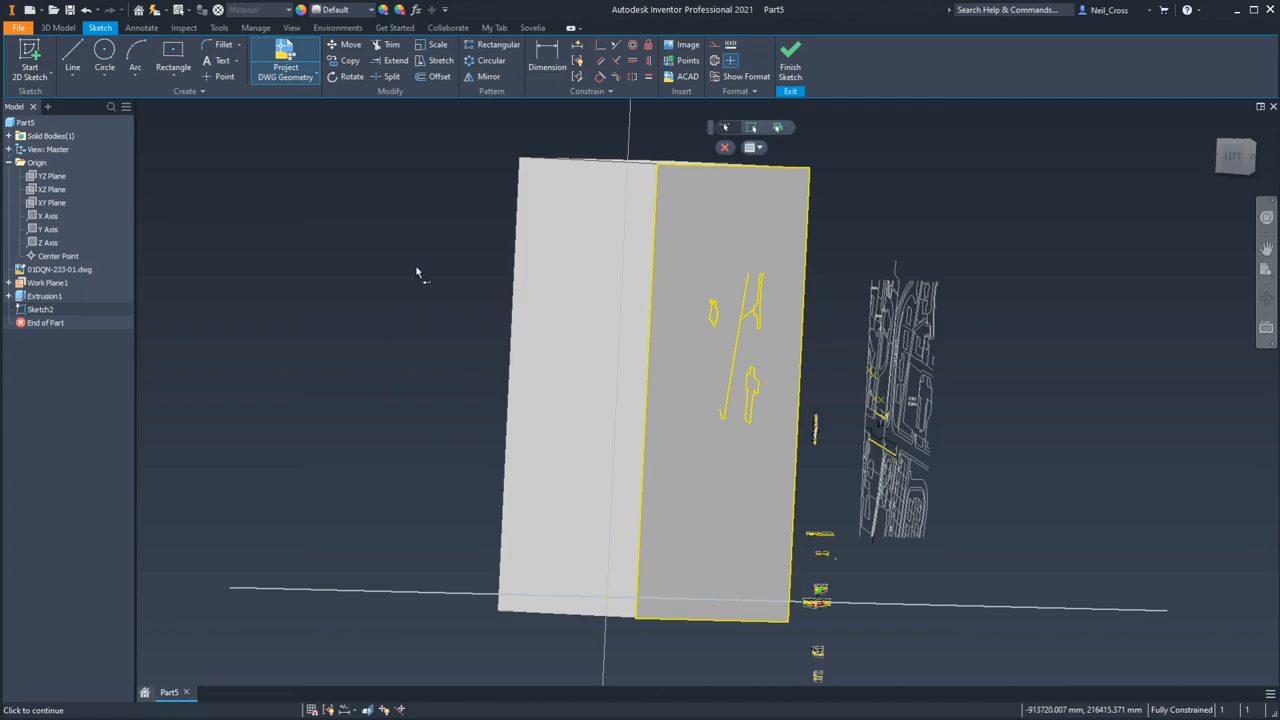 Material
Default
Autodesk Inventor Professional 2021 Part5
Search Help & Commands...
Neil_Cross
File 3D Model Sketch Annotate Inspect Tools Manage View Environments Get Started Collaborate My Tab Sovelia
Start
2D Sketch
Line
Circle
Arc
Rectangle
Fillet
Text
Point
Project
DWG Geometry
Move
Copy
Rotate
Trim
Extend
Split
Scale
Stretch
Offset
Rectangular
Circular
Mirror
Dimension
Image
Points
ACAD
Show Format
Finish
Sketch
Sketch Create Modify Pattern Constrain Insert Format Exit
Model
Part5
Solid Bodies(1)
View: Master
Origin
YZ Plane
XZ Plane
XY Plane
X Axis
Y Axis
Z Axis
Center Point
01DQN-233-01.dwg
Work Plane1
Extrusion1
Sketch2
End of Part
LEFT
Part5
Click to continue
-913720.007 mm, 216415.371 mm Fully Constrained 1 1